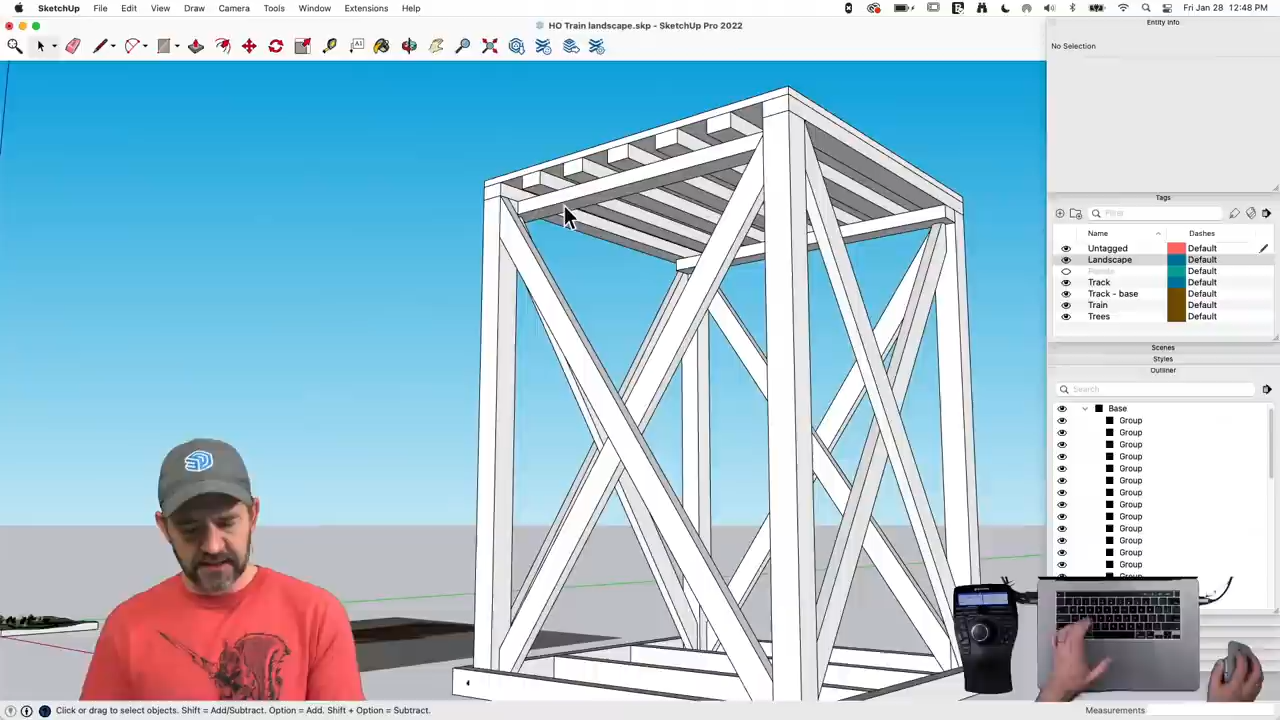 SketchUp File Edit View Draw Camera Tools Window Extensions Help Fri Jan 28 12:48 PM
HO Train landscape.skp - SketchUp Pro 2022
Entity Info
No Selection
Tags
Filter
Name Dashes
Untagged Default
Landscape Default
Default
Track Default
Track - base Default
Train Default
Trees Default
Scenes
Styles
Outliner
Search
Base
Group
Group
Group
Group
Group
Group
Group
Group
Group
Group
Group
Group
Group
Group
Click or drag to select objects. Shift = Add/Subtract. Option = Add. Shift + Option = Subtract.
Measurements